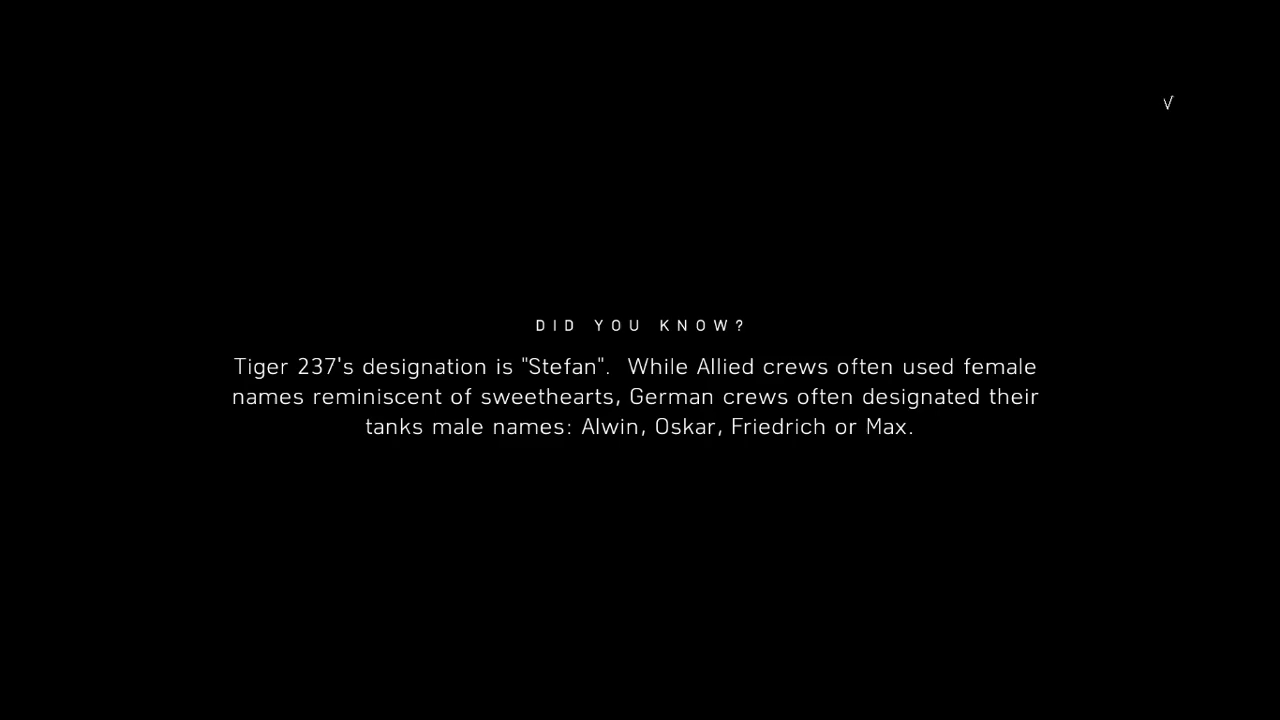 √
DID YOU KNOW?
Tiger 237's designation is "Stefan".  While Allied crews often used female
names reminiscent of sweethearts, German crews often designated their
tanks male names: Alwin, Oskar, Friedrich or Max.